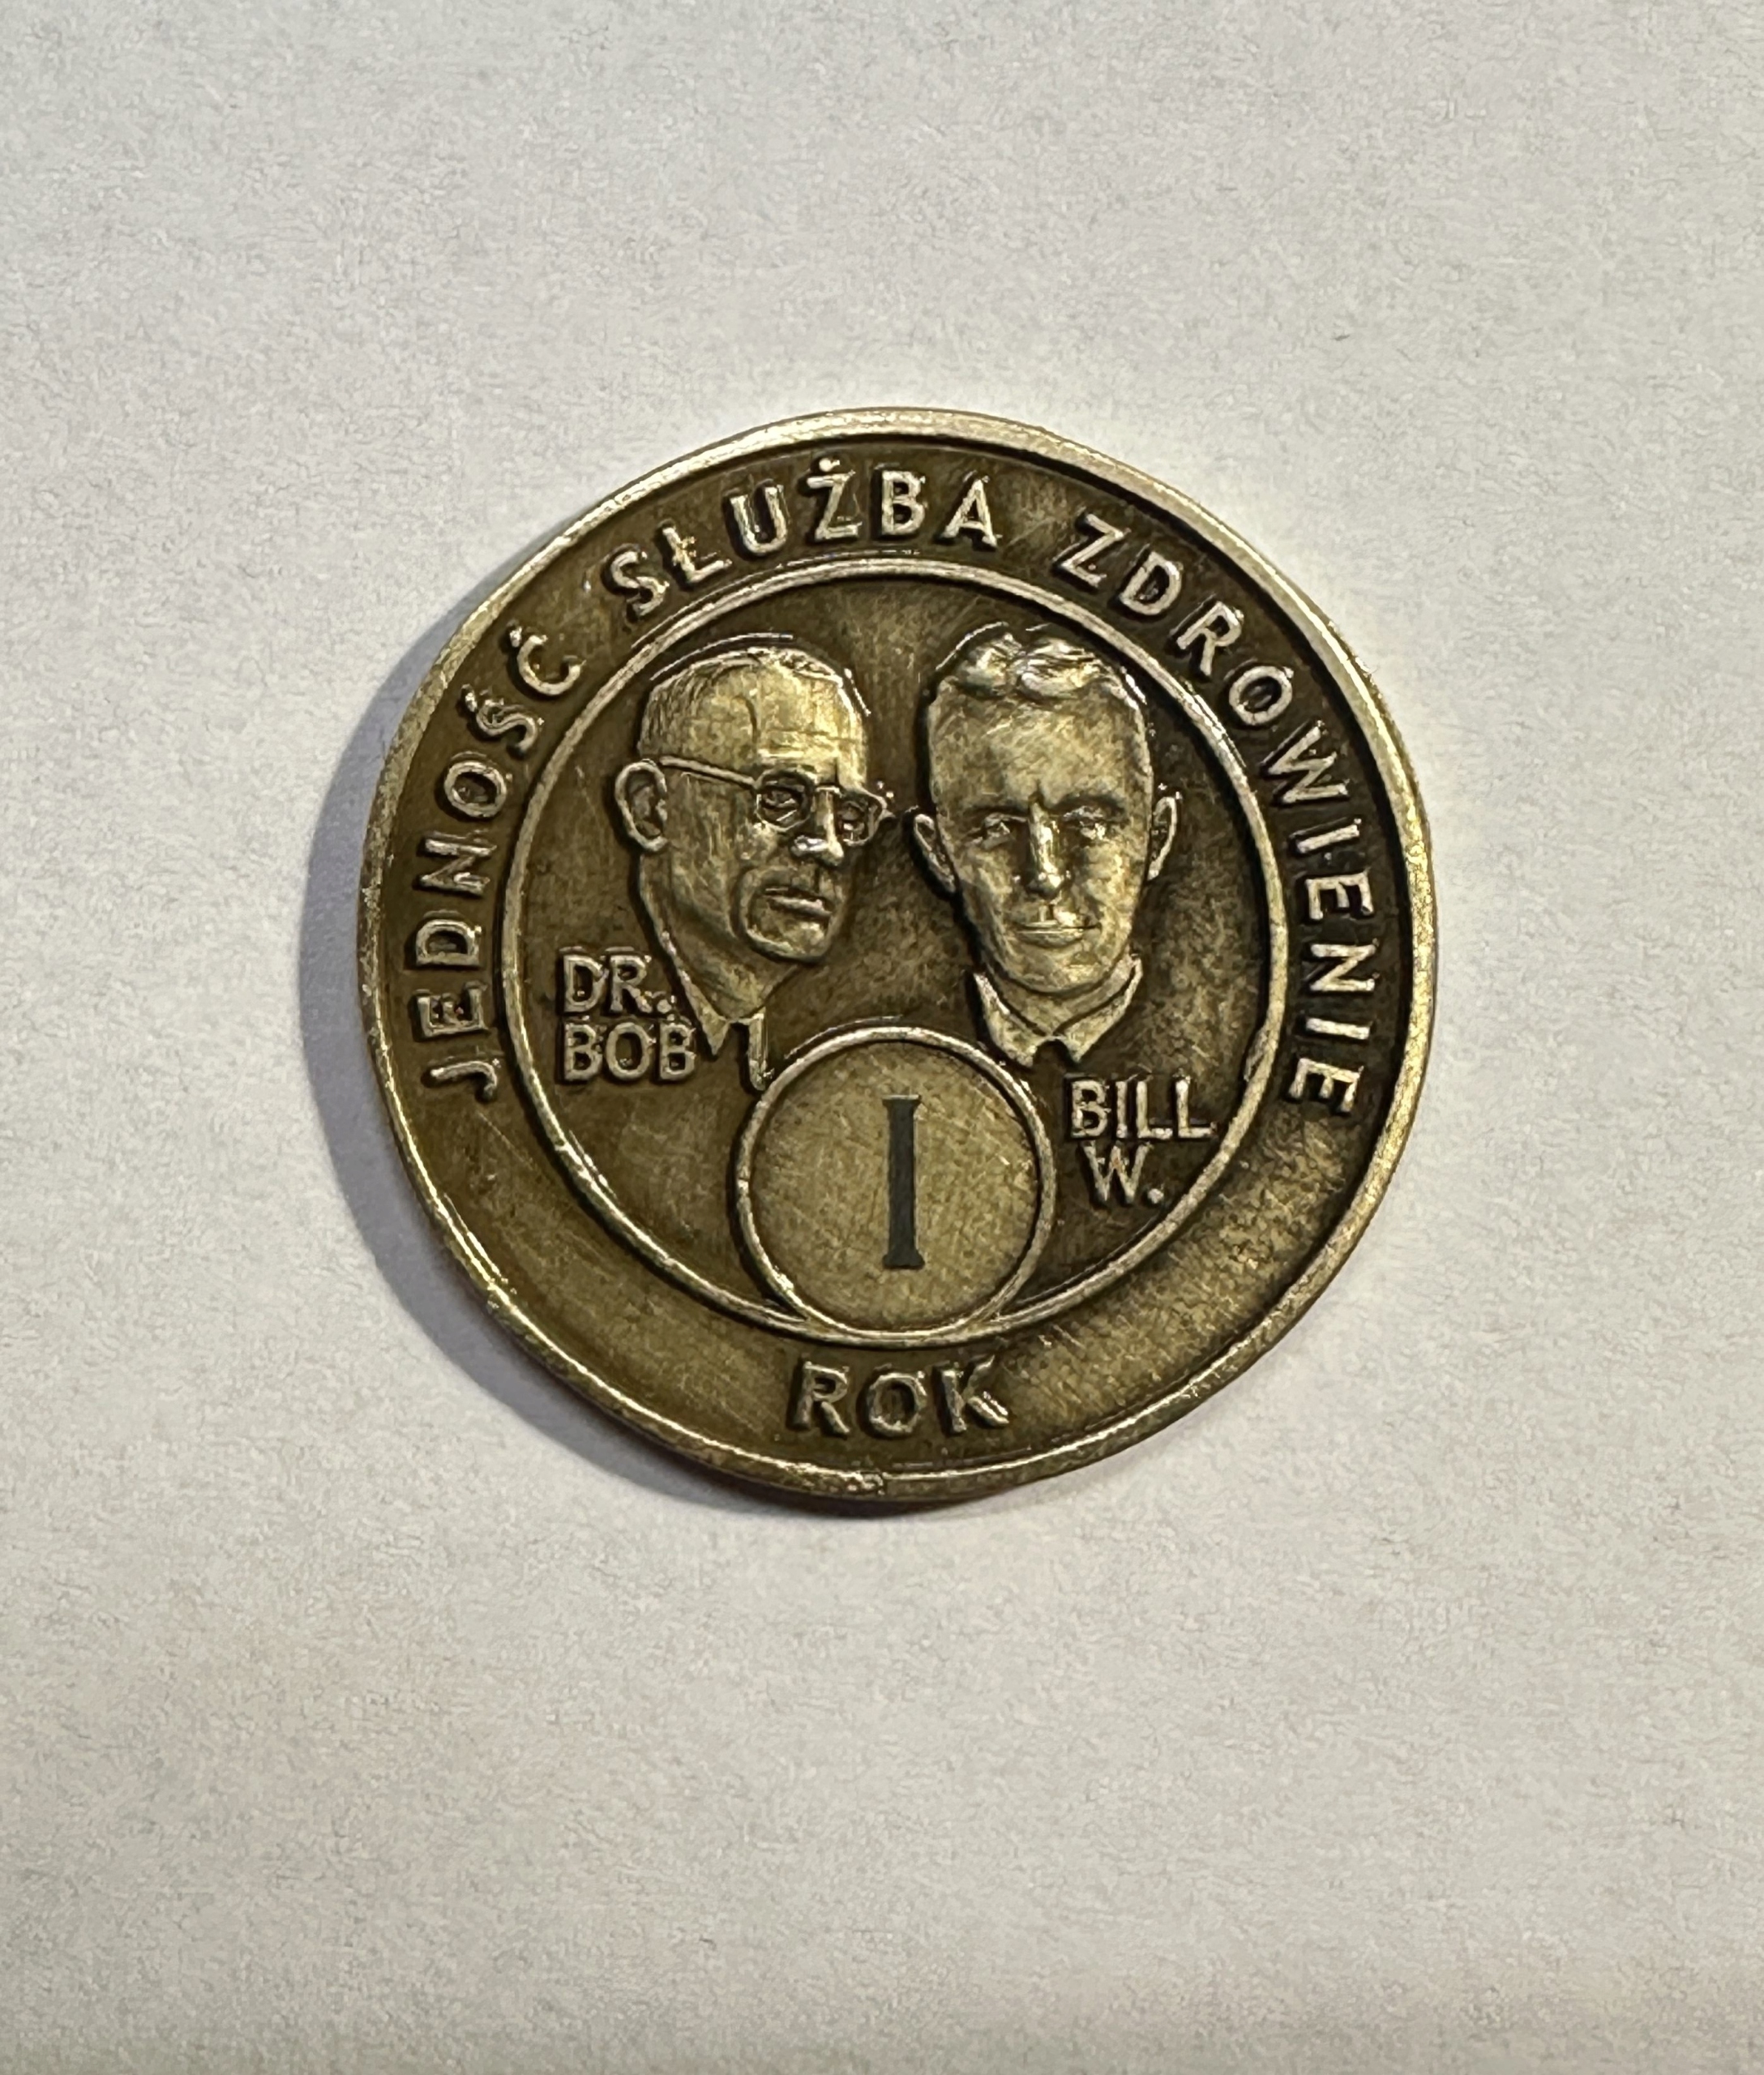 JEDNOŚĆ SŁUŻBA ZDROWIENIE
DR.
BOB
BILL
W.
I
ROK